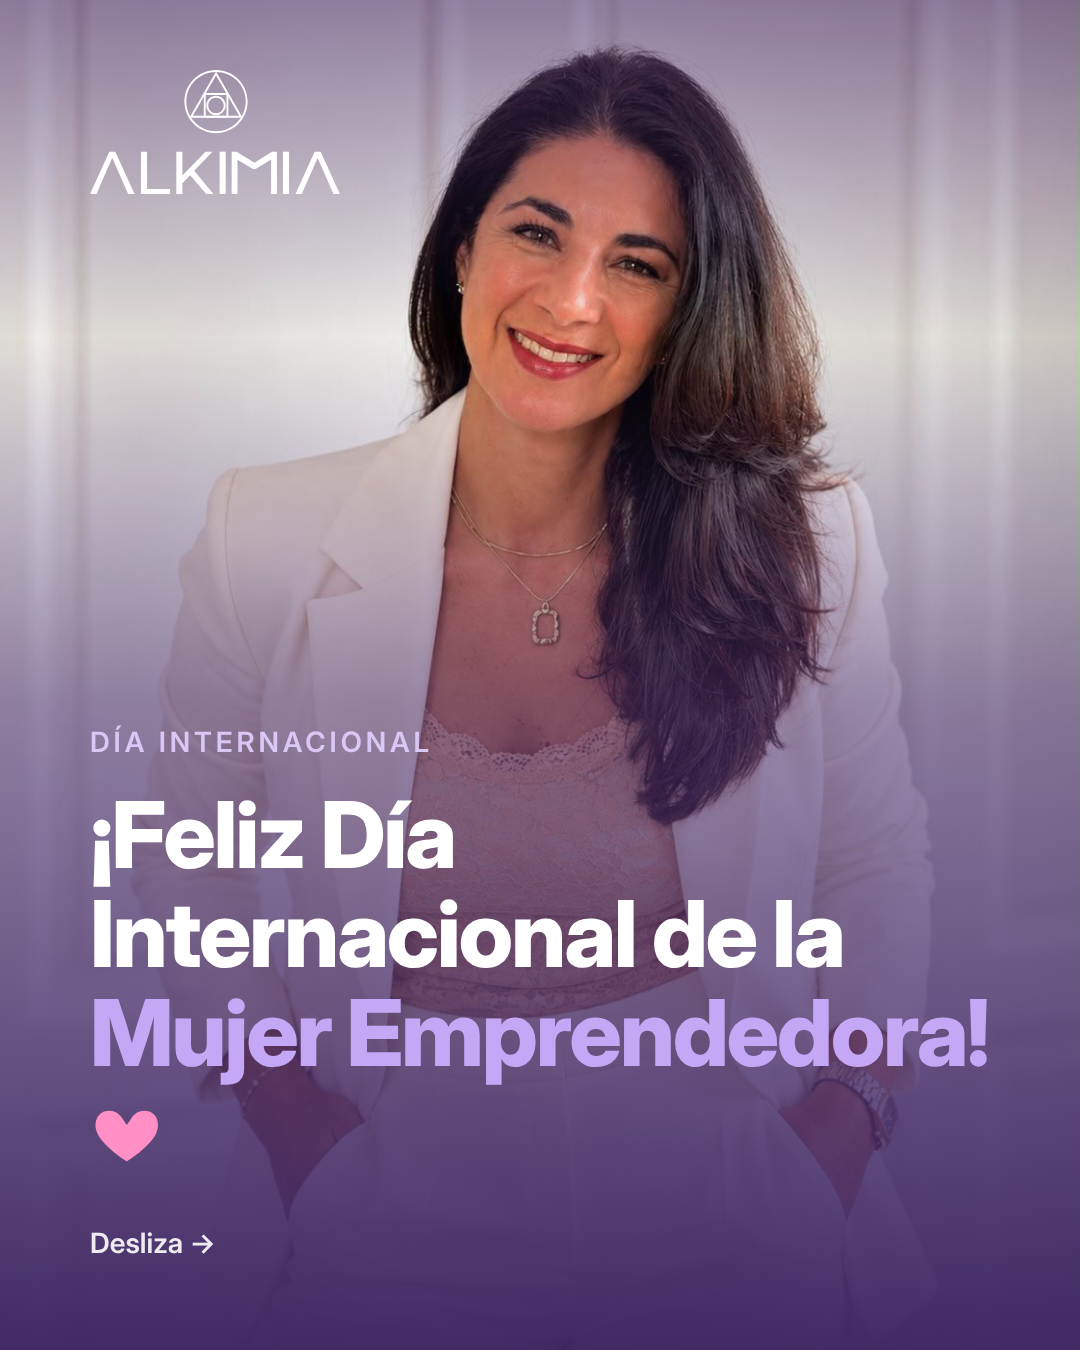 ALKIMIA
DÍA INTERNACIONAL
¡Feliz Día
Internacional de la
Mujer Emprendedora!
Desliza →